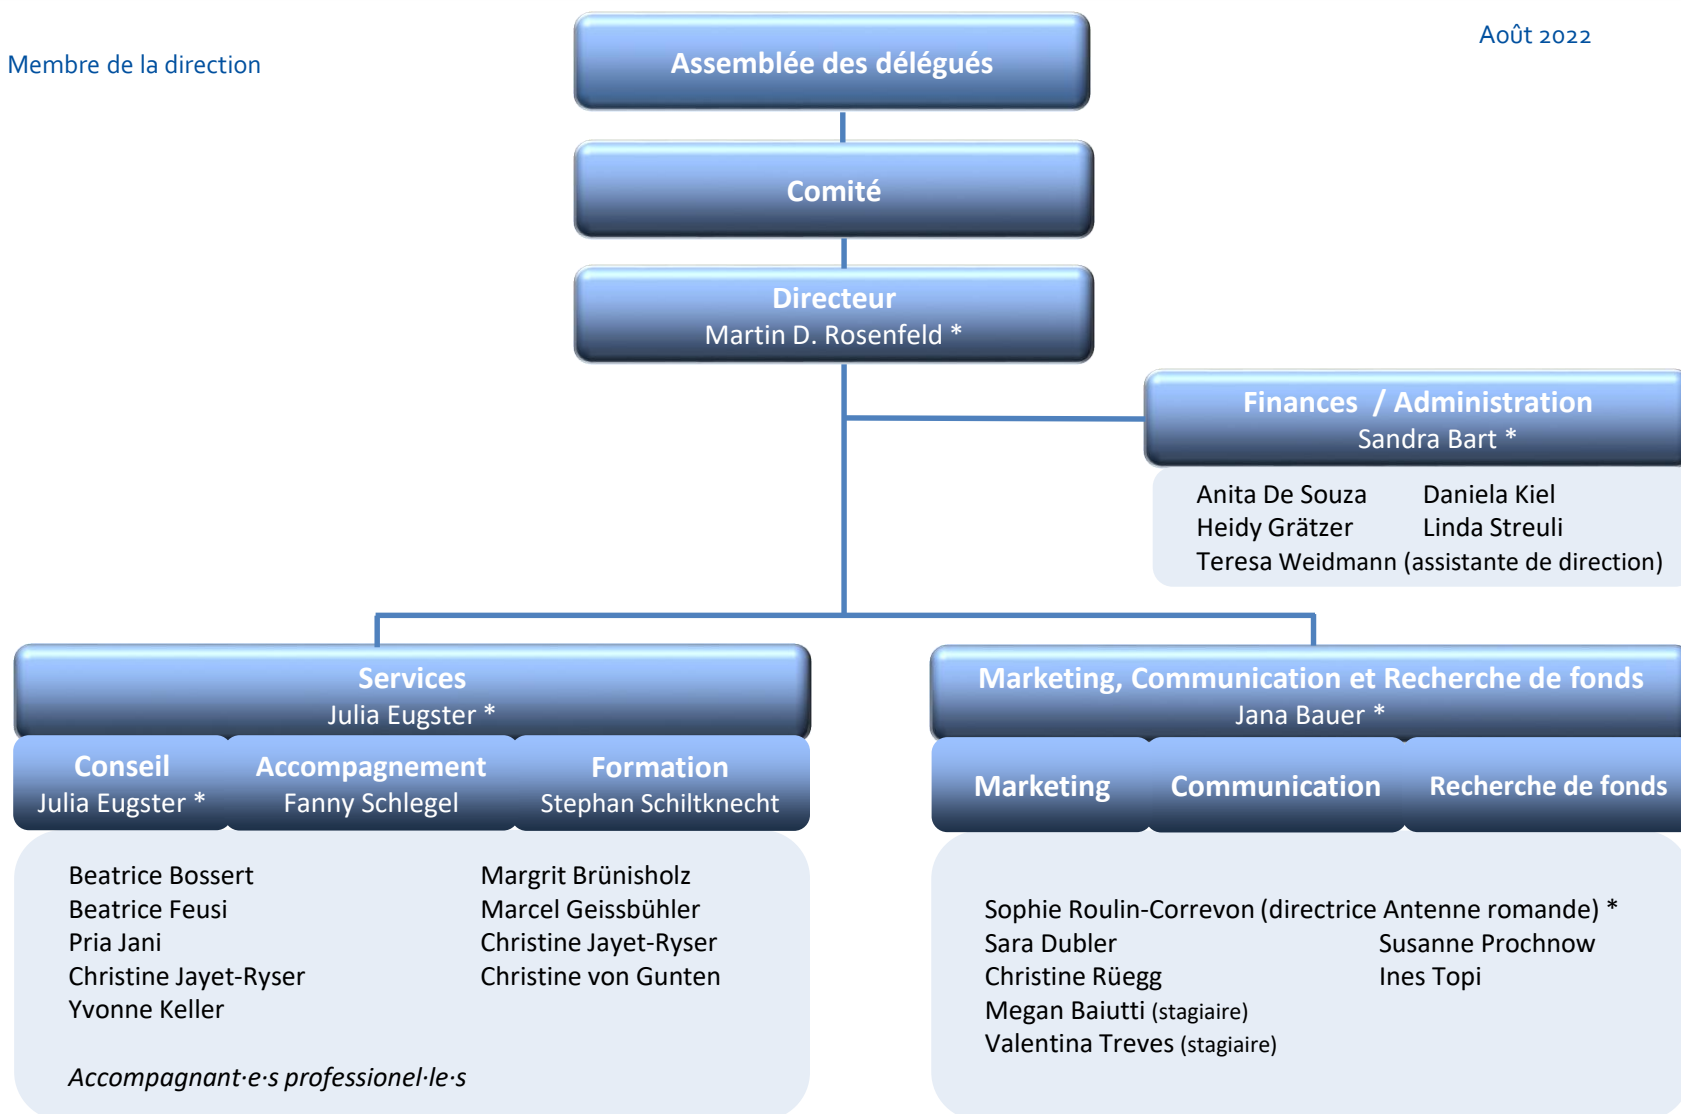 Membre de la direction
Août 2022
Assemblée des délégués
Comité
Directeur
Martin D. Rosenfeld *
Finances / Administration
Sandra Bart *
Anita De Souza Daniela Kiel
Heidy Grätzer Linda Streuli
Teresa Weidmann (assistante de direction)
Services
Julia Eugster *
Conseil
Julia Eugster *
Accompagnement
Fanny Schlegel
Formation
Stephan Schiltknecht
Beatrice Bossert
Beatrice Feusi
Pria Jani
Christine Jayet-Ryser
Yvonne Keller
Margrit Brünisholz
Marcel Geissbühler
Christine Jayet-Ryser
Christine von Gunten
Accompagnant·e·s professionel·le·s
Marketing, Communication et Recherche de fonds
Jana Bauer *
Marketing
Communication
Recherche de fonds
Sophie Roulin-Correvon (directrice Antenne romande) *
Sara Dubler Susanne Prochnow
Christine Rüegg Ines Topi
Megan Baiutti (stagiaire)
Valentina Treves (stagiaire)